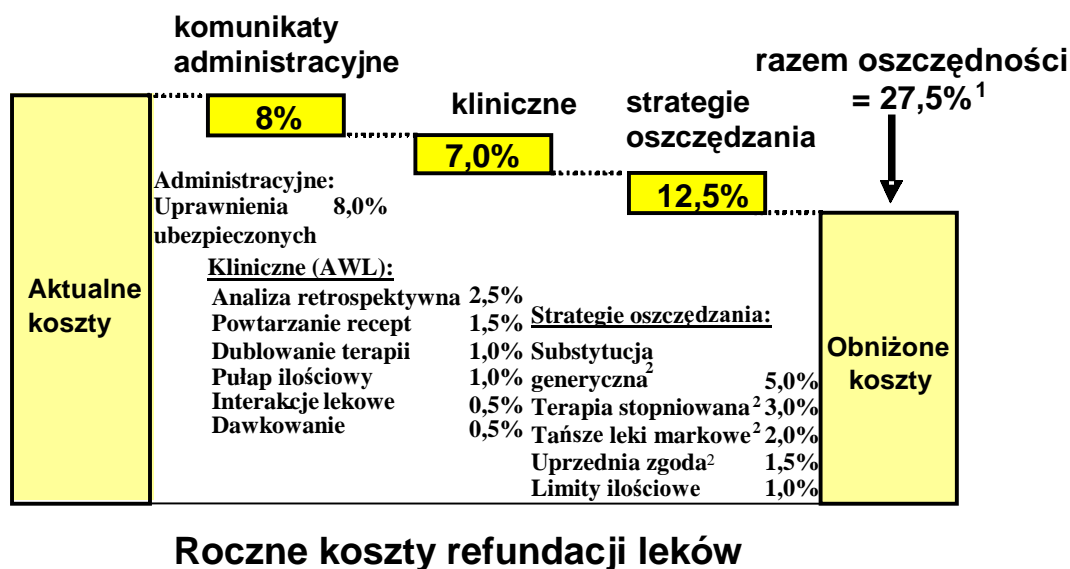 komunikaty
administracyjne
8%
kliniczne
7,0%
strategie
oszczędzania
12,5%
razem oszczędności
= 27,5%¹
Aktualne
koszty
Administracyjne:
Uprawnienia 8,0%
ubezpieczonych
Kliniczne (AWL):
Analiza retrospektywna 2,5%
Powtarzanie recept 1,5%
Dublowanie terapii 1,0%
Pułap ilościowy 1,0%
Interakcje lekowe 0,5%
Dawkowanie 0,5%
Strategie oszczędzania:
Substytucja
generyczna² 5,0%
Terapia stopniowana² 3,0%
Tańsze leki markowe² 2,0%
Uprzednia zgoda² 1,5%
Limity ilościowe 1,0%
Obniżone
koszty
Roczne koszty refundacji leków